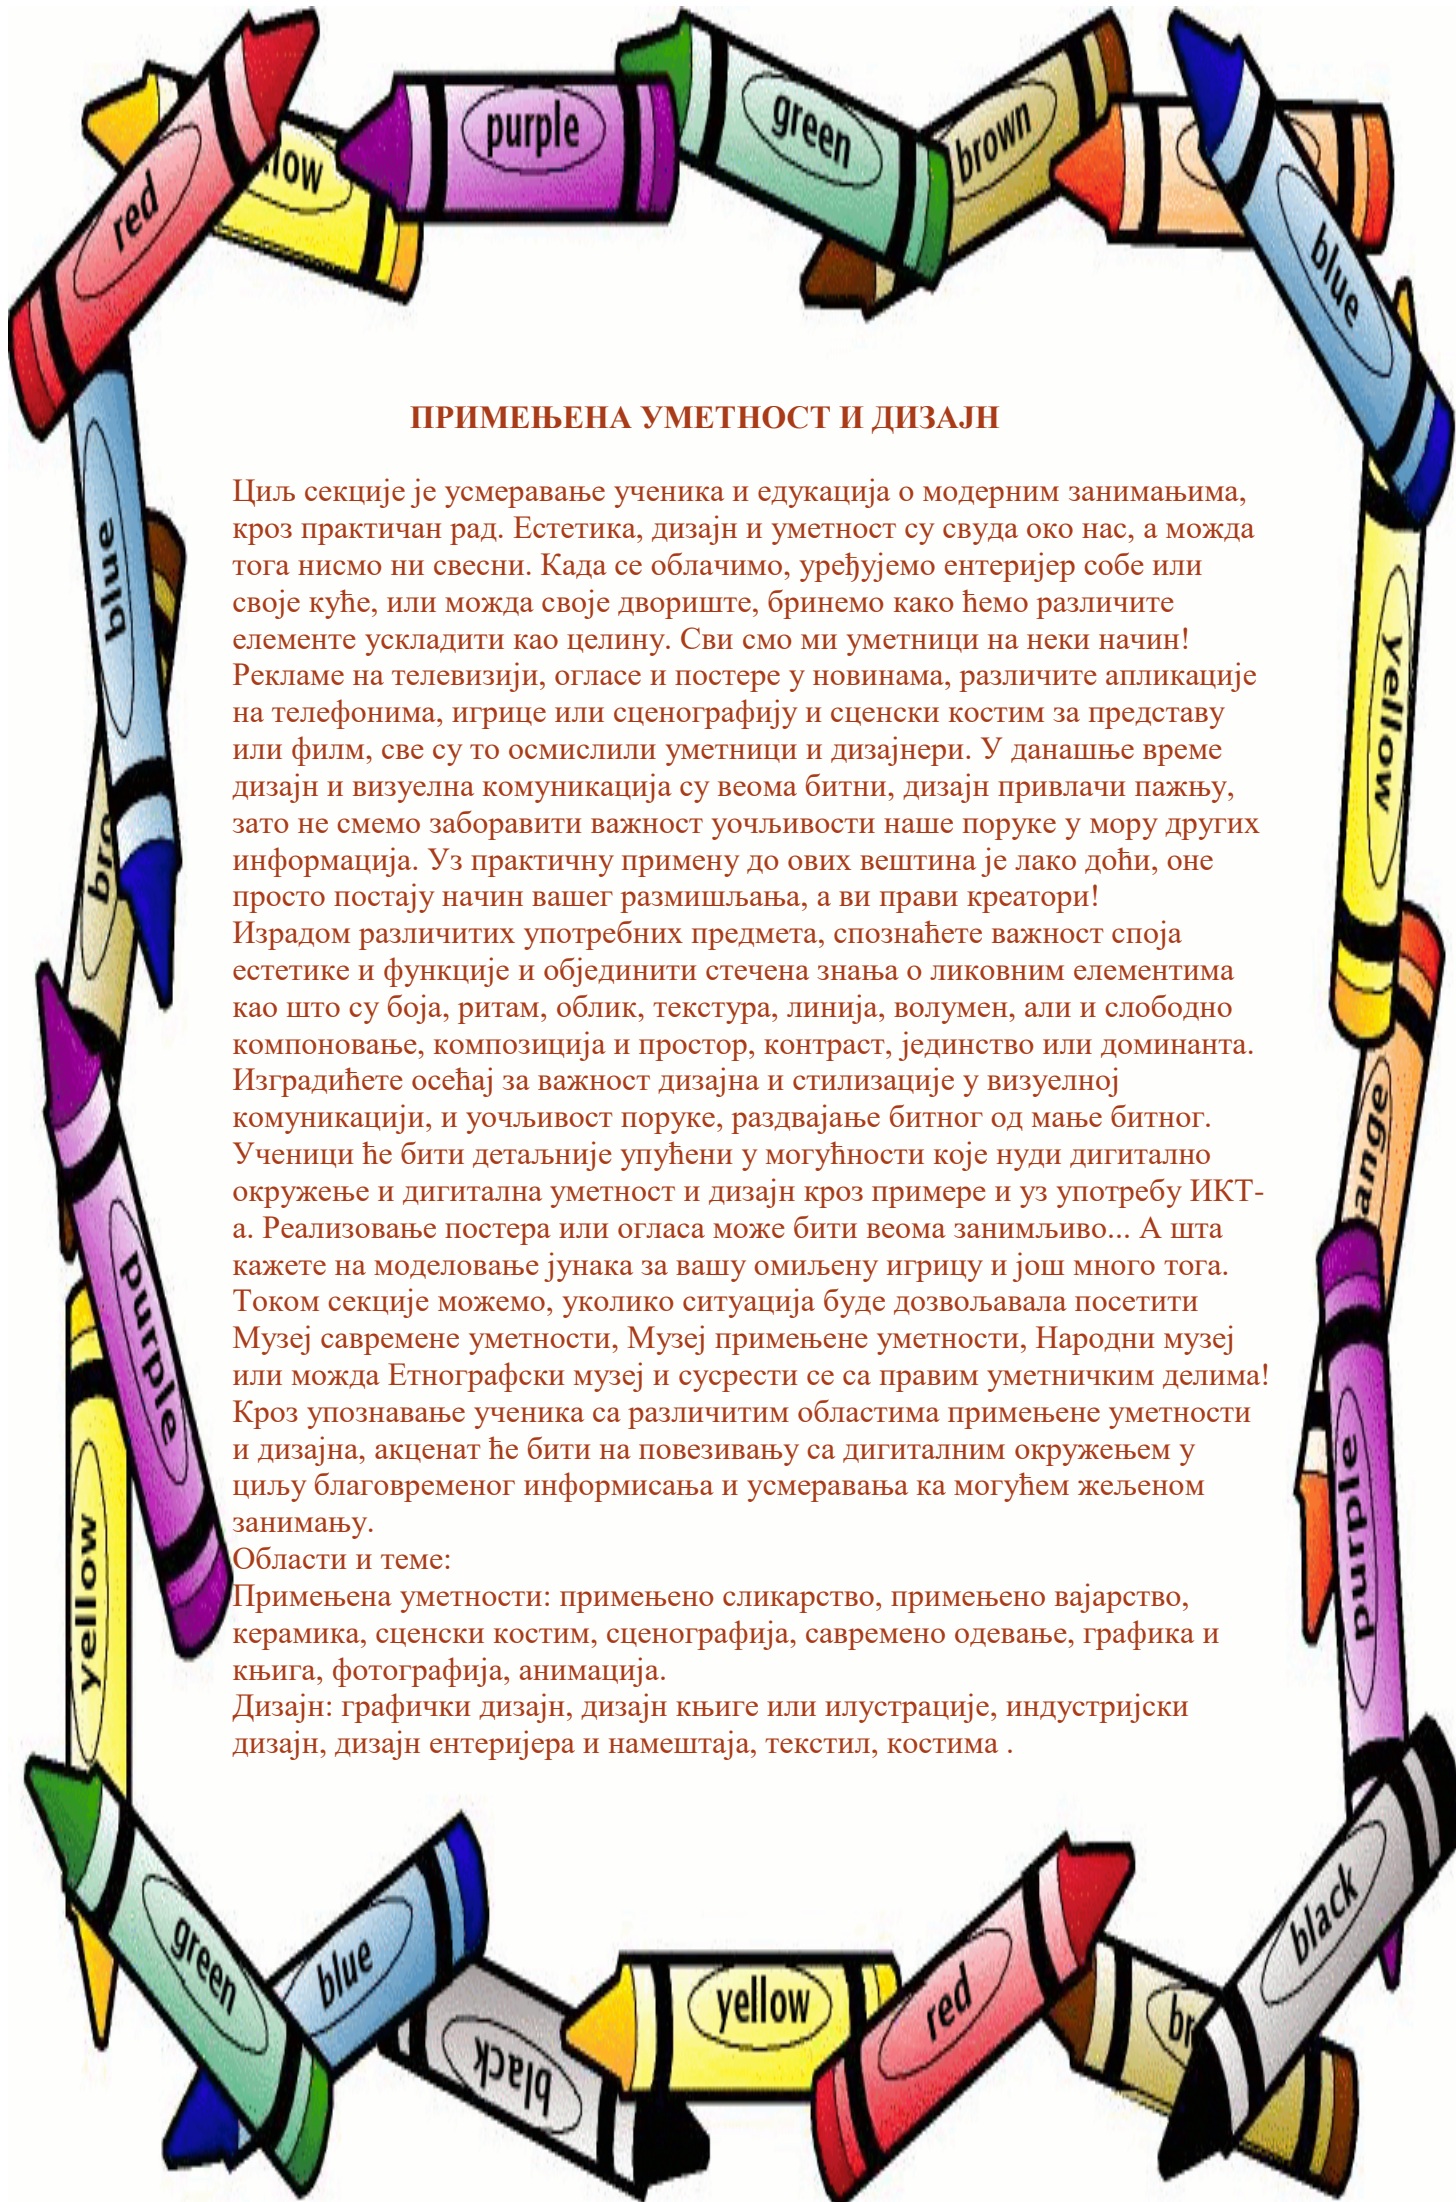 red
llow
purple
green
brown
blue
ПРИМЕЊЕНА УМЕТНОСТ И ДИЗАЈН
Циљ секције је усмеравање ученика и едукација о модерним занимањима,
кроз практичан рад. Естетика, дизајн и уметност су свуда око нас, а можда
тога нисмо ни свесни. Када се облачимо, уређујемо ентеријер собе или
своје куће, или можда своје двориште, бринемо како ћемо различите
елементе ускладити као целину. Сви смо ми уметници на неки начин!
Рекламе на телевизији, огласе и постере у новинама, различите апликације
на телефонима, игрице или сценографију и сценски костим за представу
или филм, све су то осмислили уметници и дизајнери. У данашње време
дизајн и визуелна комуникација су веома битни, дизајн привлачи пажњу,
зато не смемо заборавити важност уочљивости наше поруке у мору других
информација. Уз практичну примену до ових вештина је лако доћи, оне
просто постају начин вашег размишљања, а ви прави креатори!
Израдом различитих употребних предмета, спознаћете важност споја
естетике и функције и објединити стечена знања о ликовним елементима
као што су боја, ритам, облик, текстура, линија, волумен, али и слободно
компоновање, композиција и простор, контраст, јединство или доминанта.
Изградићете осећај за важност дизајна и стилизације у визуелној
комуникацији, и уочљивост поруке, раздвајање битног од мање битног.
Ученици ће бити детаљније упућени у могућности које нуди дигитално
окружење и дигитална уметност и дизајн кроз примере и уз употребу ИКТ-
а. Реализовање постера или огласа може бити веома занимљиво... А шта
кажете на моделовање јунака за вашу омиљену игрицу и још много тога.
Током секције можемо, уколико ситуација буде дозвољавала посетити
Музеј савремене уметности, Музеј примењене уметности, Народни музеј
или можда Етнографски музеј и сусрести се са правим уметничким делима!
Кроз упознавање ученика са различитим областима примењене уметности
и дизајна, акценат ће бити на повезивању са дигиталним окружењем у
циљу благовременог информисања и усмеравања ка могућем жељеном
занимању.
Области и теме:
Примењена уметности: примењено сликарство, примењено вајарство,
керамика, сценски костим, сценографија, савремено одевање, графика и
књига, фотографија, анимација.
Дизајн: графички дизајн, дизајн књиге или илустрације, индустријски
дизајн, дизајн ентеријера и намештаја, текстил, костима .
blue
bro
purple
yellow
yellow
ange
purple
green
blue
black
yellow
red
br
black